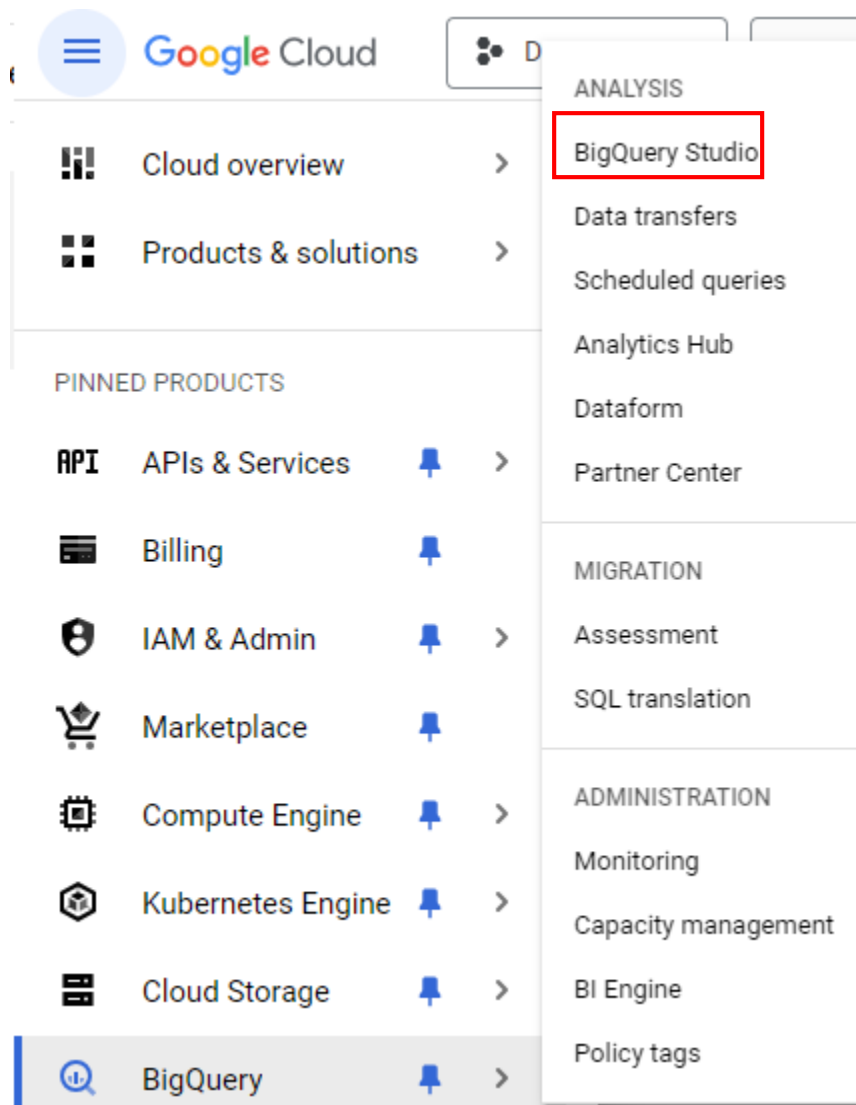 Google Cloud
D
Cloud overview
Products & solutions
PINNED PRODUCTS
API APIs & Services
Billing
IAM & Admin
Marketplace
Compute Engine
Kubernetes Engine
Cloud Storage
BigQuery
ANALYSIS
BigQuery Studio
Data transfers
Scheduled queries
Analytics Hub
Dataform
Partner Center
MIGRATION
Assessment
SQL translation
ADMINISTRATION
Monitoring
Capacity management
BI Engine
Policy tags